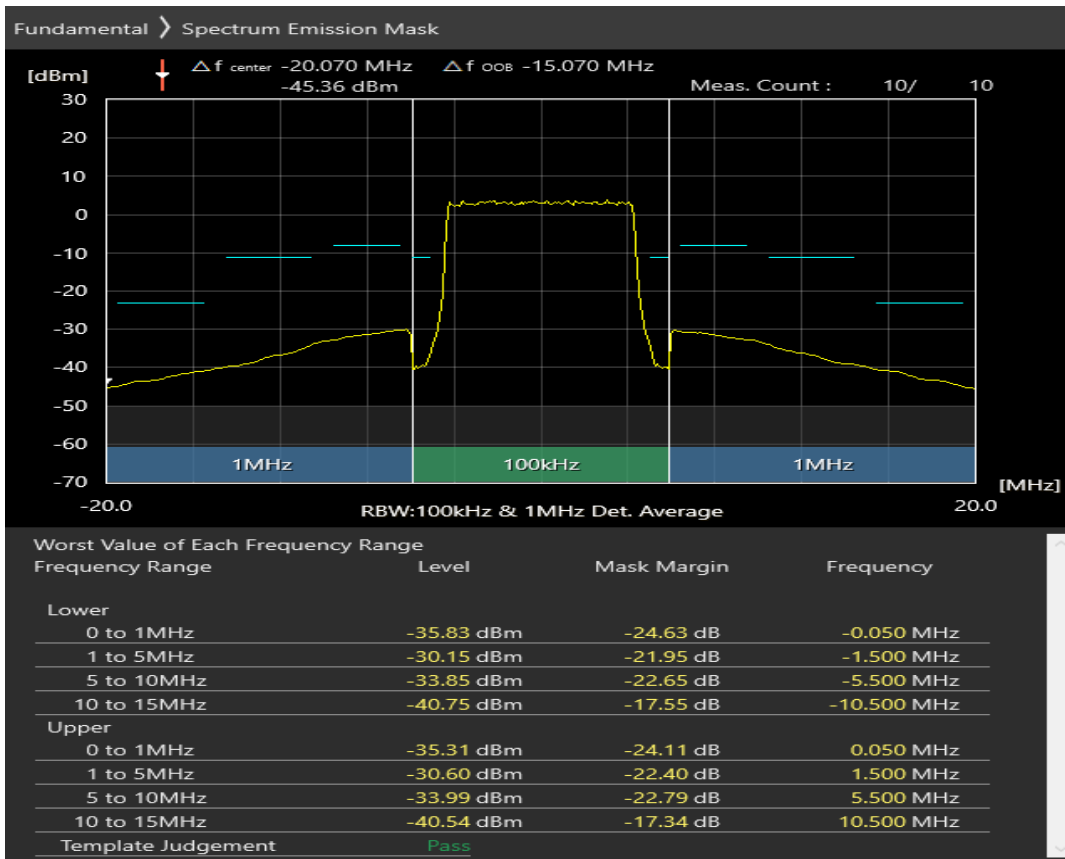 Fundamental ❯ Spectrum Emission Mask
[dBm] △f center -20.070 MHz △f OOB -15.070 MHz
-45.36 dBm Meas. Count : 10/ 10
30
20
10
0
-10
-20
-30
-40
-50
-60
1MHz 100kHz 1MHz
-70
[MHz]
-20.0 RBW:100kHz & 1MHz Det. Average 20.0
Worst Value of Each Frequency Range
Frequency Range Level Mask Margin Frequency
Lower
0 to 1MHz -35.83 dBm -24.63 dB -0.050 MHz
1 to 5MHz -30.15 dBm -21.95 dB -1.500 MHz
5 to 10MHz -33.85 dBm -22.65 dB -5.500 MHz
10 to 15MHz -40.75 dBm -17.55 dB -10.500 MHz
Upper
0 to 1MHz -35.31 dBm -24.11 dB 0.050 MHz
1 to 5MHz -30.60 dBm -22.40 dB 1.500 MHz
5 to 10MHz -33.99 dBm -22.79 dB 5.500 MHz
10 to 15MHz -40.54 dBm -17.34 dB 10.500 MHz
Template Judgement Pass